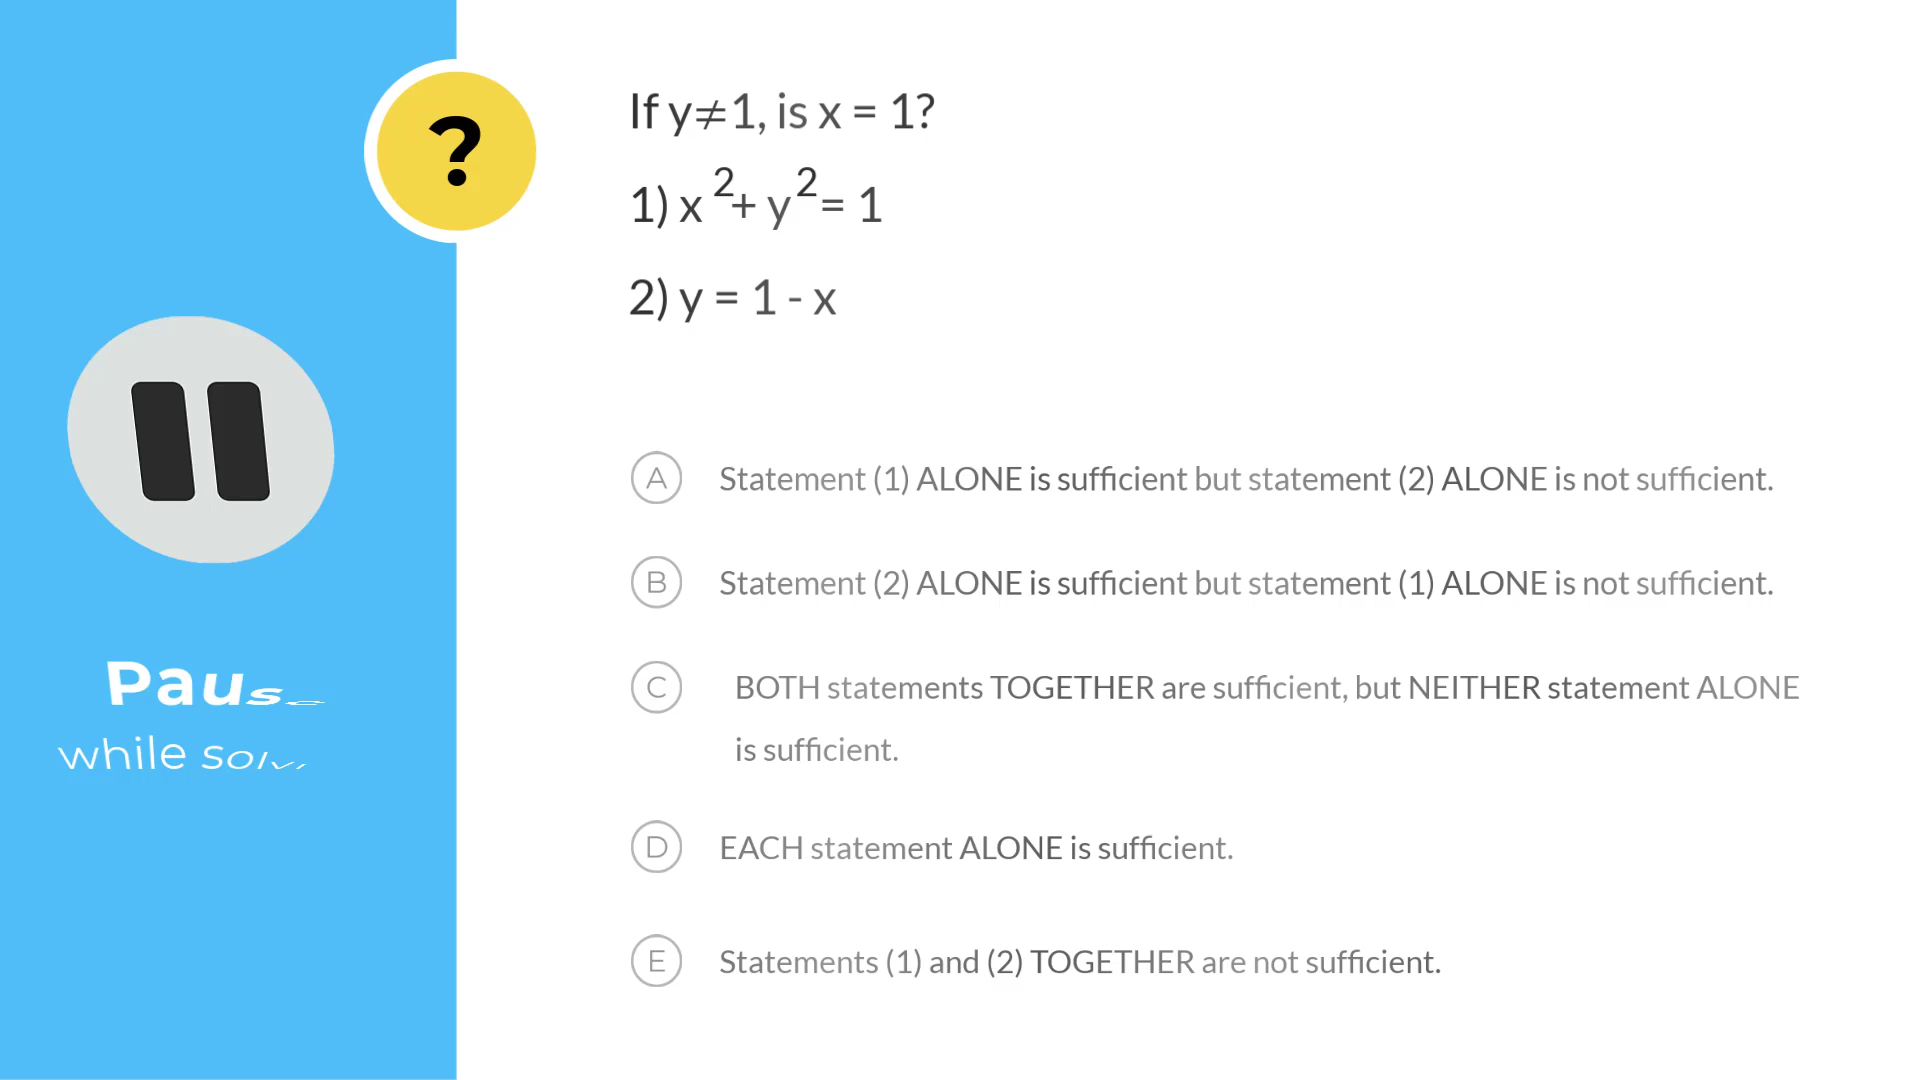 ?
If y≠1, is x = 1?
1) x² + y² = 1
2) y = 1 - x
A Statement (1) ALONE is sufficient but statement (2) ALONE is not sufficient.
B Statement (2) ALONE is sufficient but statement (1) ALONE is not sufficient.
C BOTH statements TOGETHER are sufficient, but NEITHER statement ALONE
is sufficient.
D EACH statement ALONE is sufficient.
E Statements (1) and (2) TOGETHER are not sufficient.
Pause
while